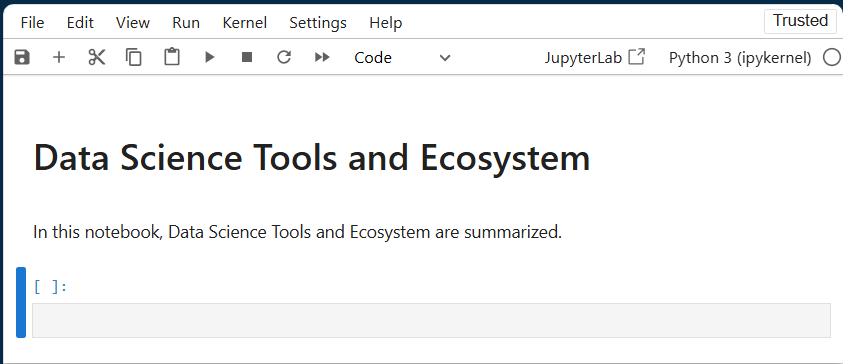 File Edit View Run Kernel Settings Help Trusted
Code JupyterLab Python 3 (ipykernel)
Data Science Tools and Ecosystem
In this notebook, Data Science Tools and Ecosystem are summarized.
[ ]: